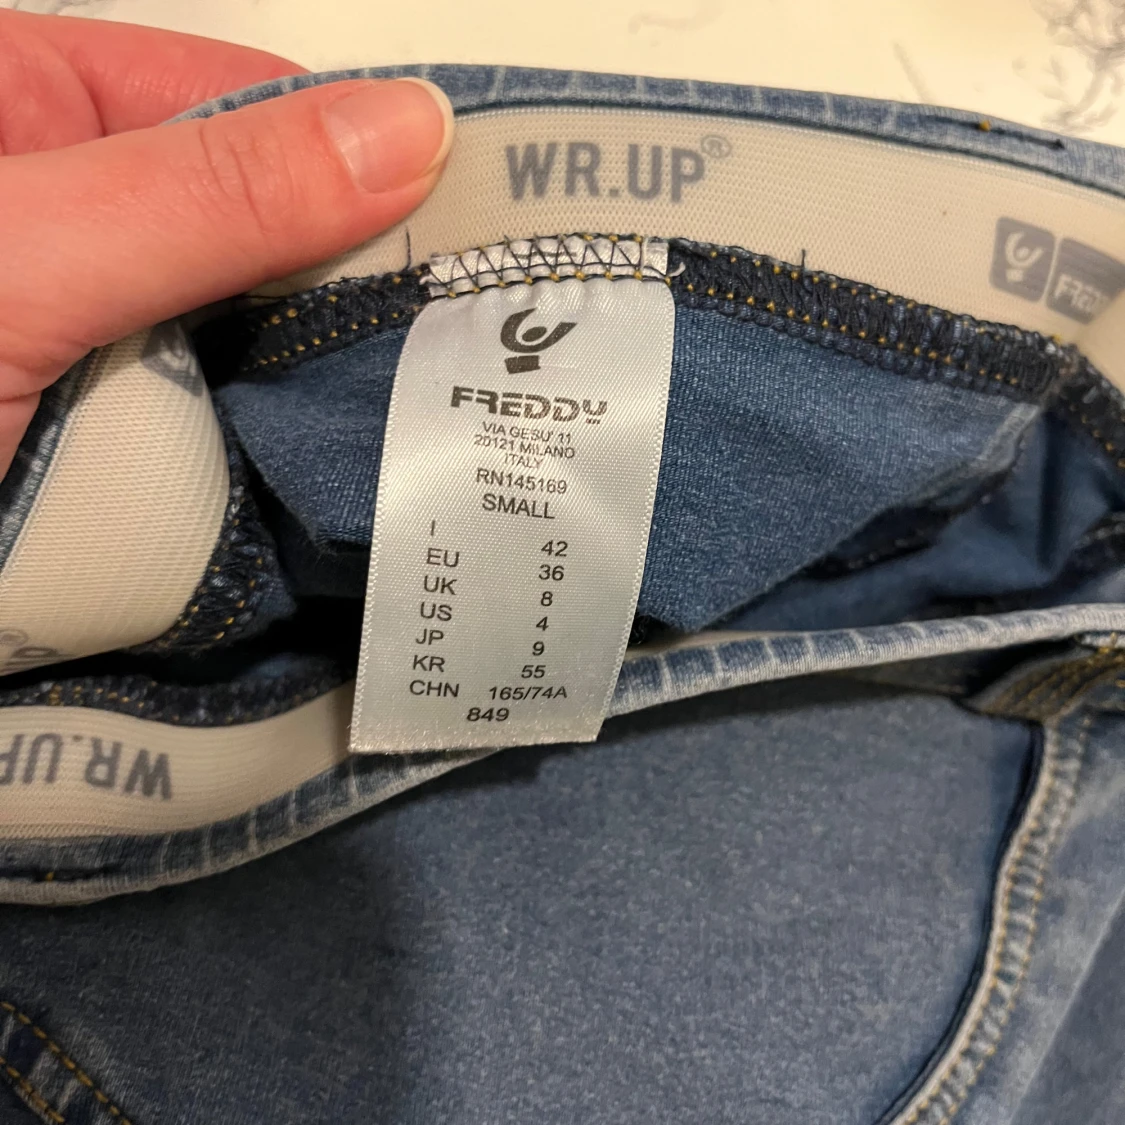 WR.UP®
FREDDY
VIA GESU' 11
20121 MILANO
ITALY
RN145169
SMALL
I 42
EU 36
UK 8
US 4
JP 9
KR 55
CHN 165/74A
849
WR.UP